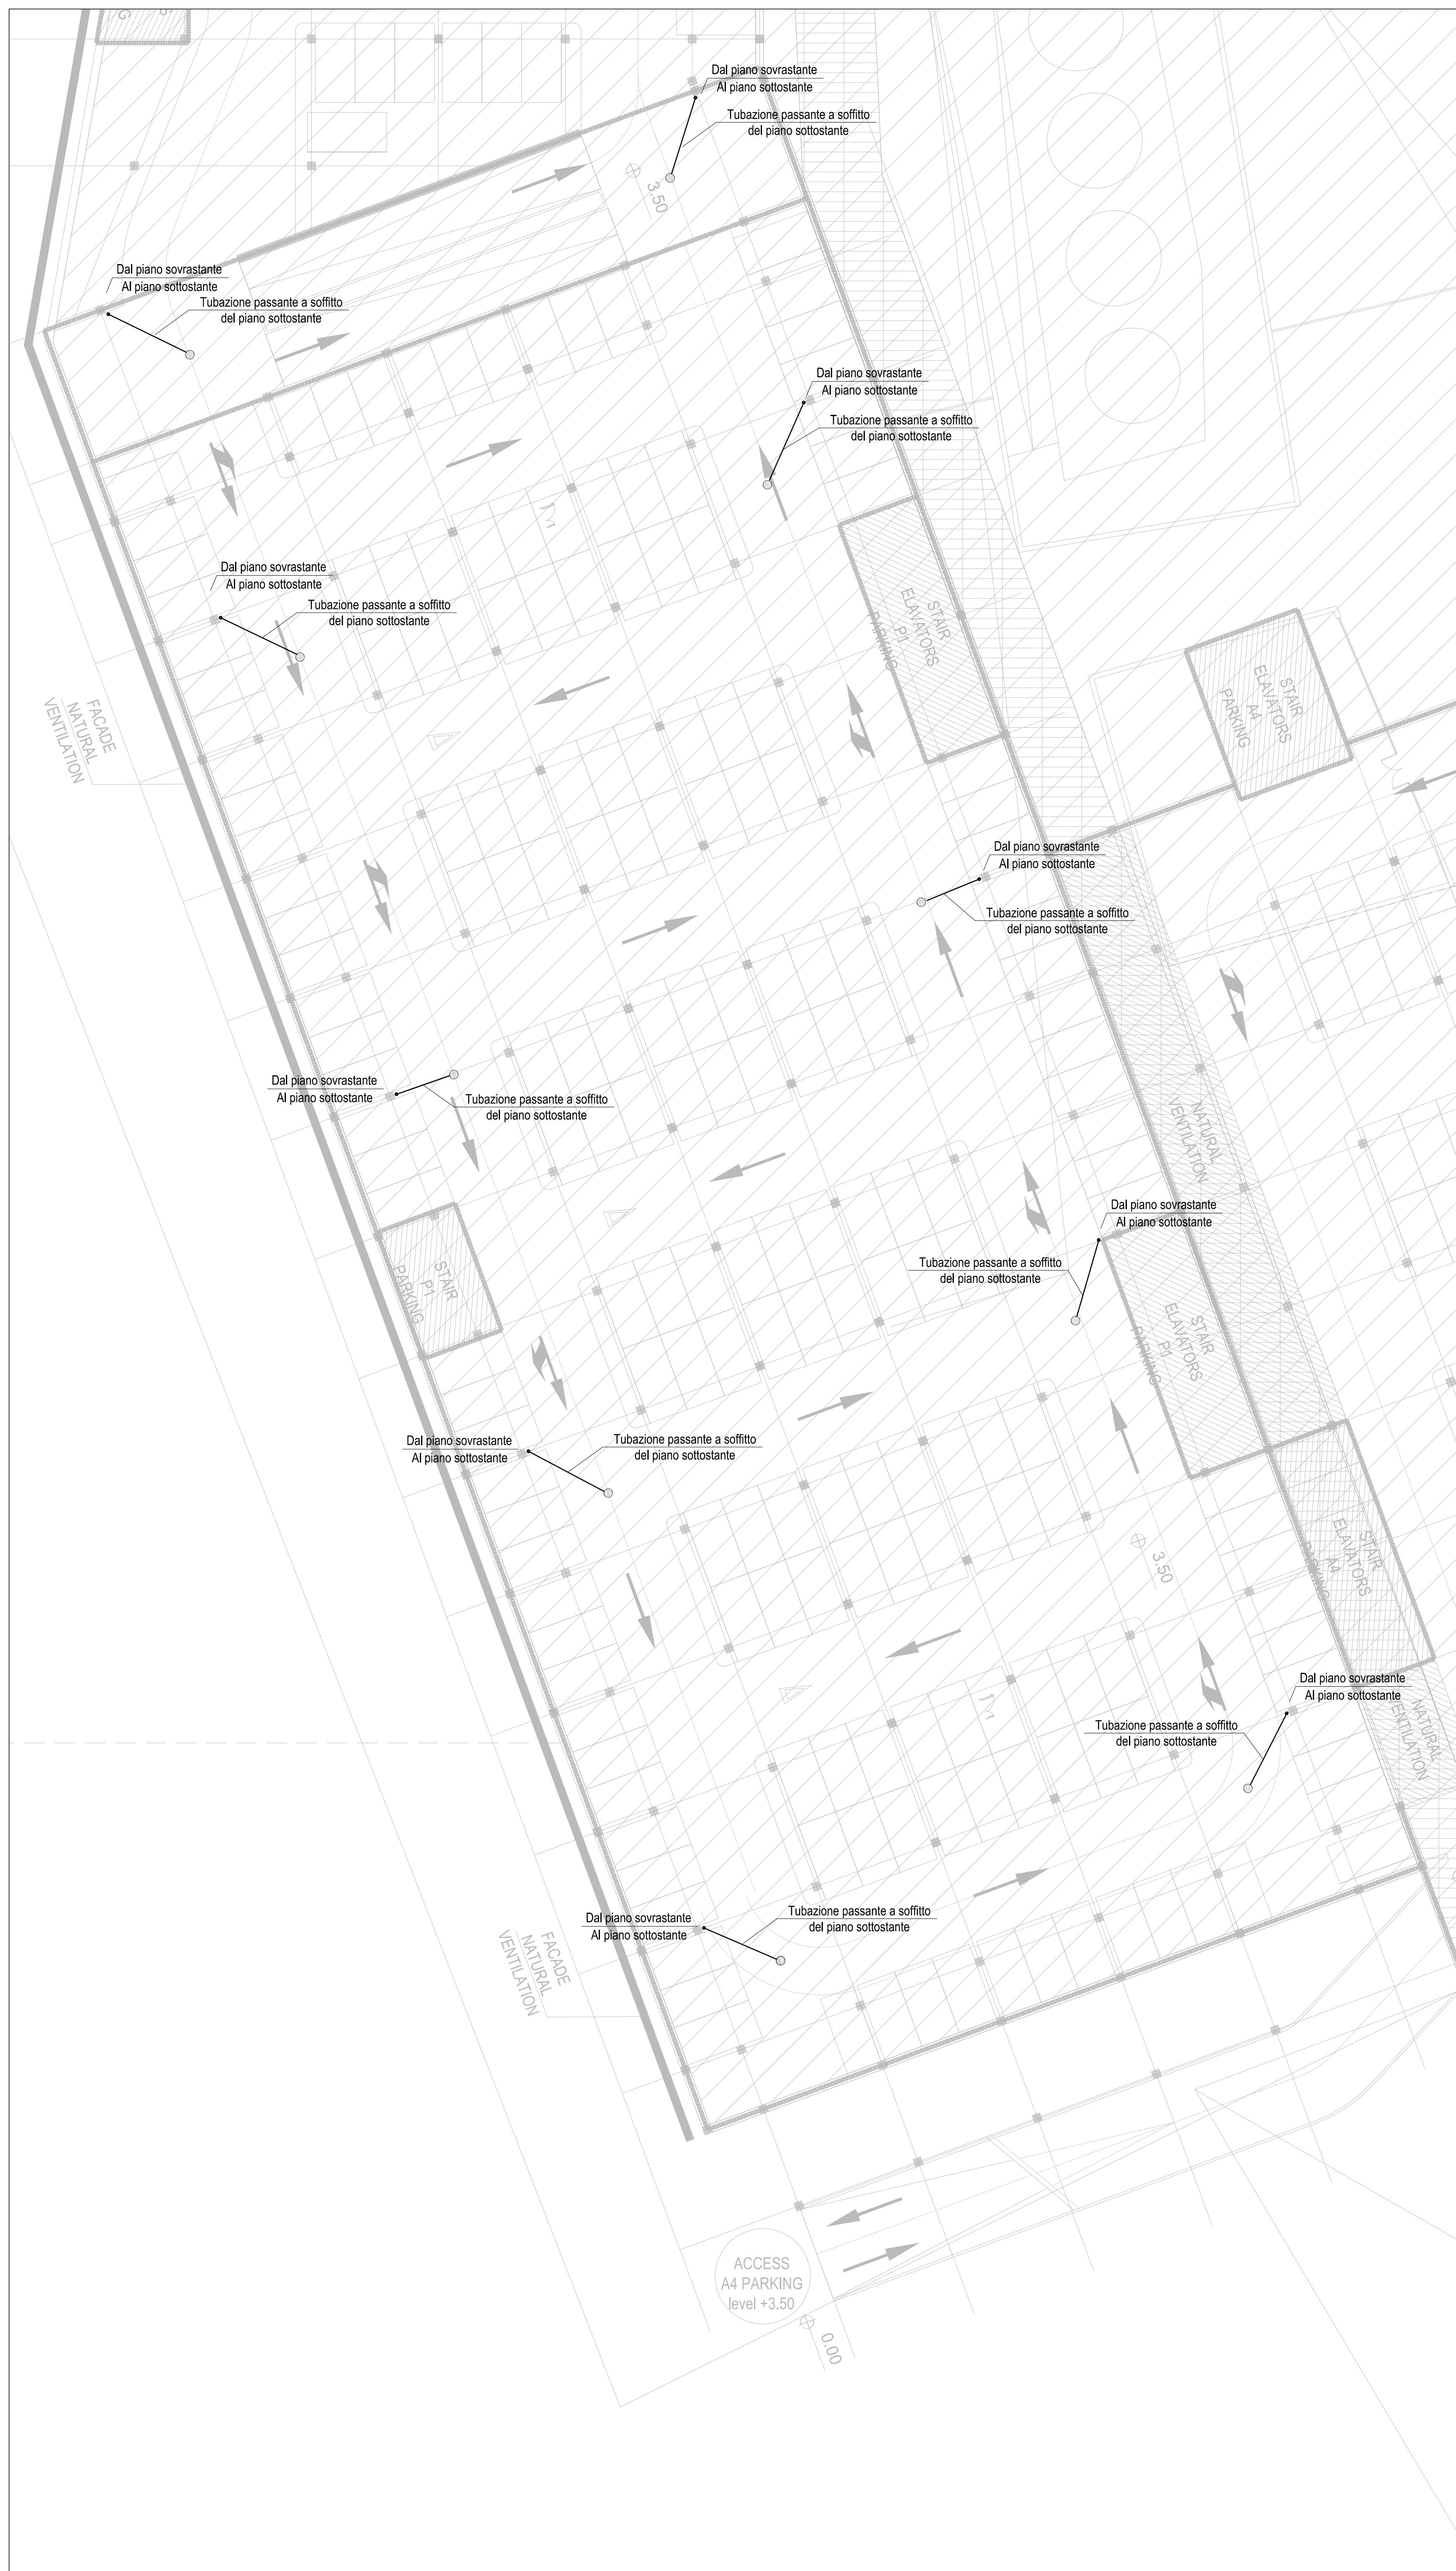 Dal piano sovrastante
Al piano sottostante
Tubazione passante a soffitto
del piano sottostante
3.50
Dal piano sovrastante
Al piano sottostante
Tubazione passante a soffitto
del piano sottostante
Dal piano sovrastante
Al piano sottostante
Tubazione passante a soffitto
del piano sottostante
Dal piano sovrastante
Al piano sottostante
Tubazione passante a soffitto
del piano sottostante
STAIR
ELAVATORS
P1
PARKING
STAIR
ELAVATORS
A4
PARKING
FACADE
NATURAL
VENTILATION
Dal piano sovrastante
Al piano sottostante
Tubazione passante a soffitto
del piano sottostante
Dal piano sovrastante
Al piano sottostante
Tubazione passante a soffitto
del piano sottostante
NATURAL
VENTILATION
Dal piano sovrastante
Al piano sottostante
Tubazione passante a soffitto
del piano sottostante
STAIR
P1
PARKING
STAIR
ELAVATORS
P1
PARKING
Dal piano sovrastante
Al piano sottostante
Tubazione passante a soffitto
del piano sottostante
3.50
STAIR
ELAVATORS
A4
PARKING
Dal piano sovrastante
Al piano sottostante
Tubazione passante a soffitto
del piano sottostante
NATURAL
VENTILATION
Dal piano sovrastante
Al piano sottostante
Tubazione passante a soffitto
del piano sottostante
FACADE
NATURAL
VENTILATION
ACCESS
A4 PARKING
level +3.50
0.00